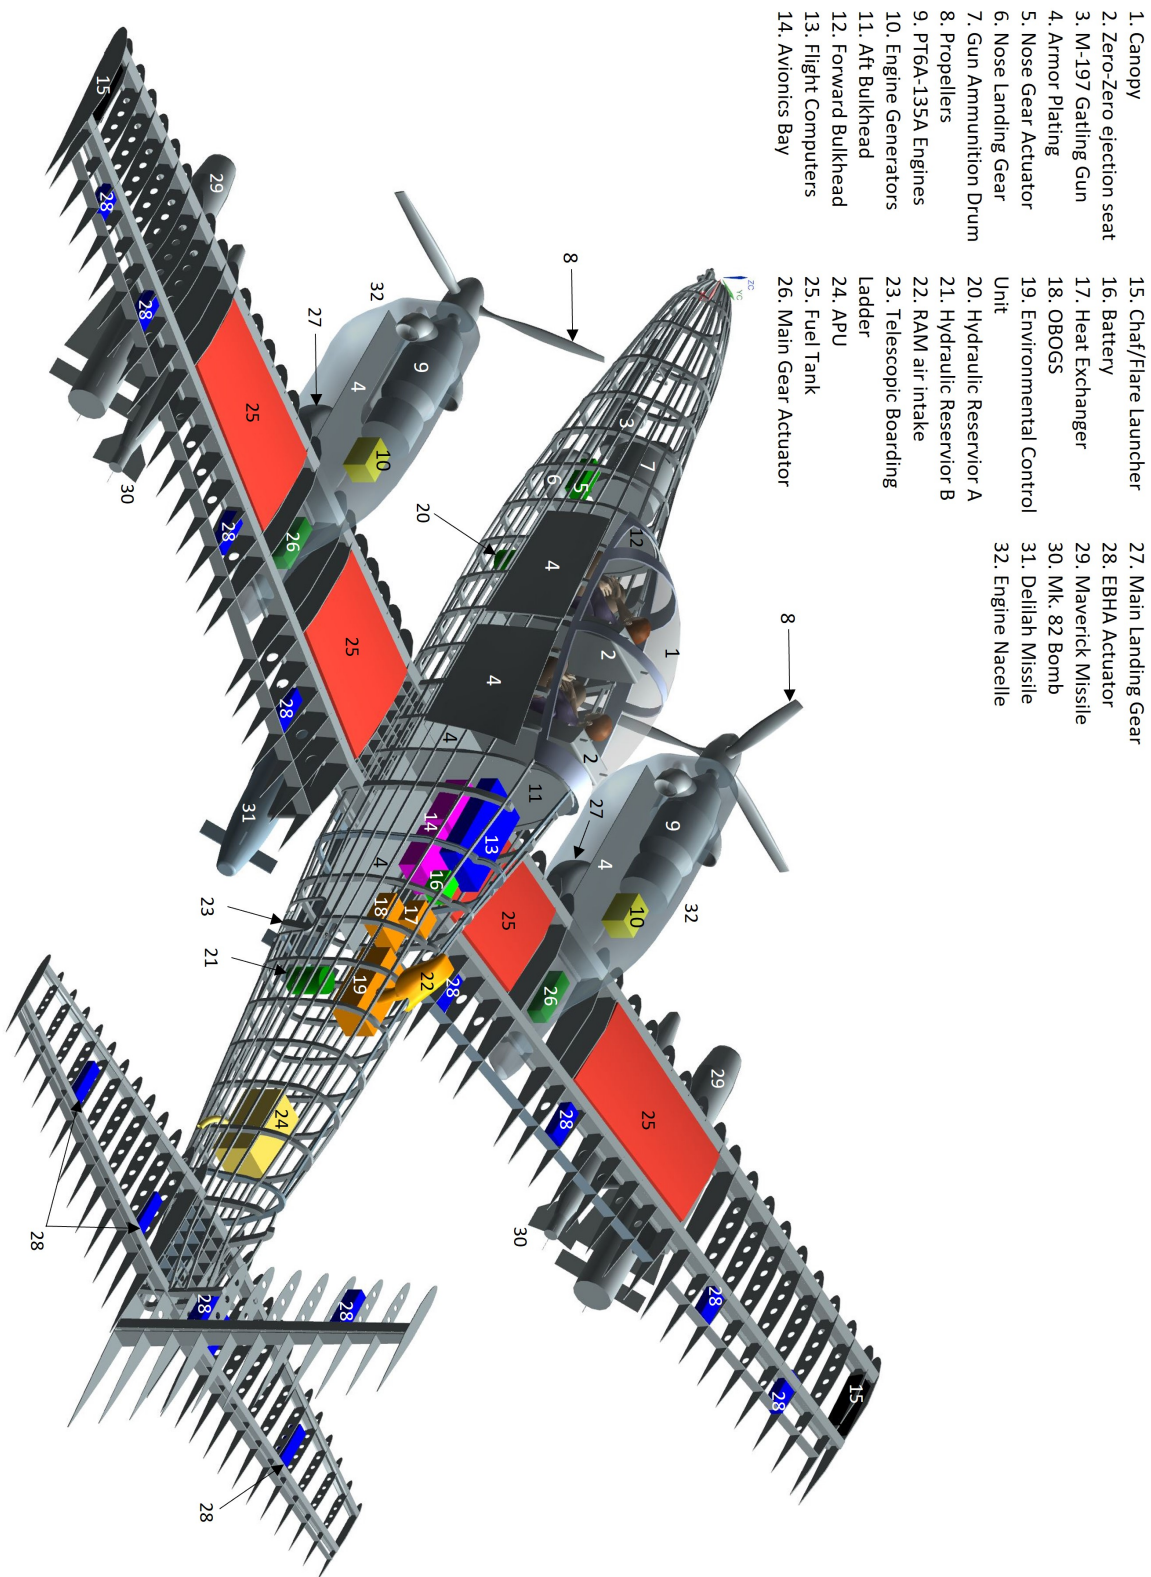 1. Canopy
2. Zero-Zero ejection seat
3. M-197 Gatling Gun
4. Armor Plating
5. Nose Gear Actuator
6. Nose Landing Gear
7. Gun Ammunition Drum
8. Propellers
9. PT6A-135A Engines
10. Engine Generators
11. Aft Bulkhead
12. Forward Bulkhead
13. Flight Computers
14. Avionics Bay
15. Chaf/Flare Launcher
16. Battery
17. Heat Exchanger
18. OBOGS
19. Environmental Control
Unit
20. Hydraulic Reservior A
21. Hydraulic Reservior B
22. RAM air intake
23. Telescopic Boarding
Ladder
24. APU
25. Fuel Tank
26. Main Gear Actuator
27. Main Landing Gear
28. EBHA Actuator
29. Maverick Missile
30. Mk. 82 Bomb
31. Delilah Missile
32. Engine Nacelle
15
8
28
ZC
YC
29
28
32
1
9
7
25
12
10
3
2
4
27
2
5
8
28
6
4
26
11
30
25
4
13
28
4
16
14
22
20
9
17
10
18
4
32
19
4
25
28
27
26
28
24
25
31
28
29
21
23
28
28
28
30
28
15
28